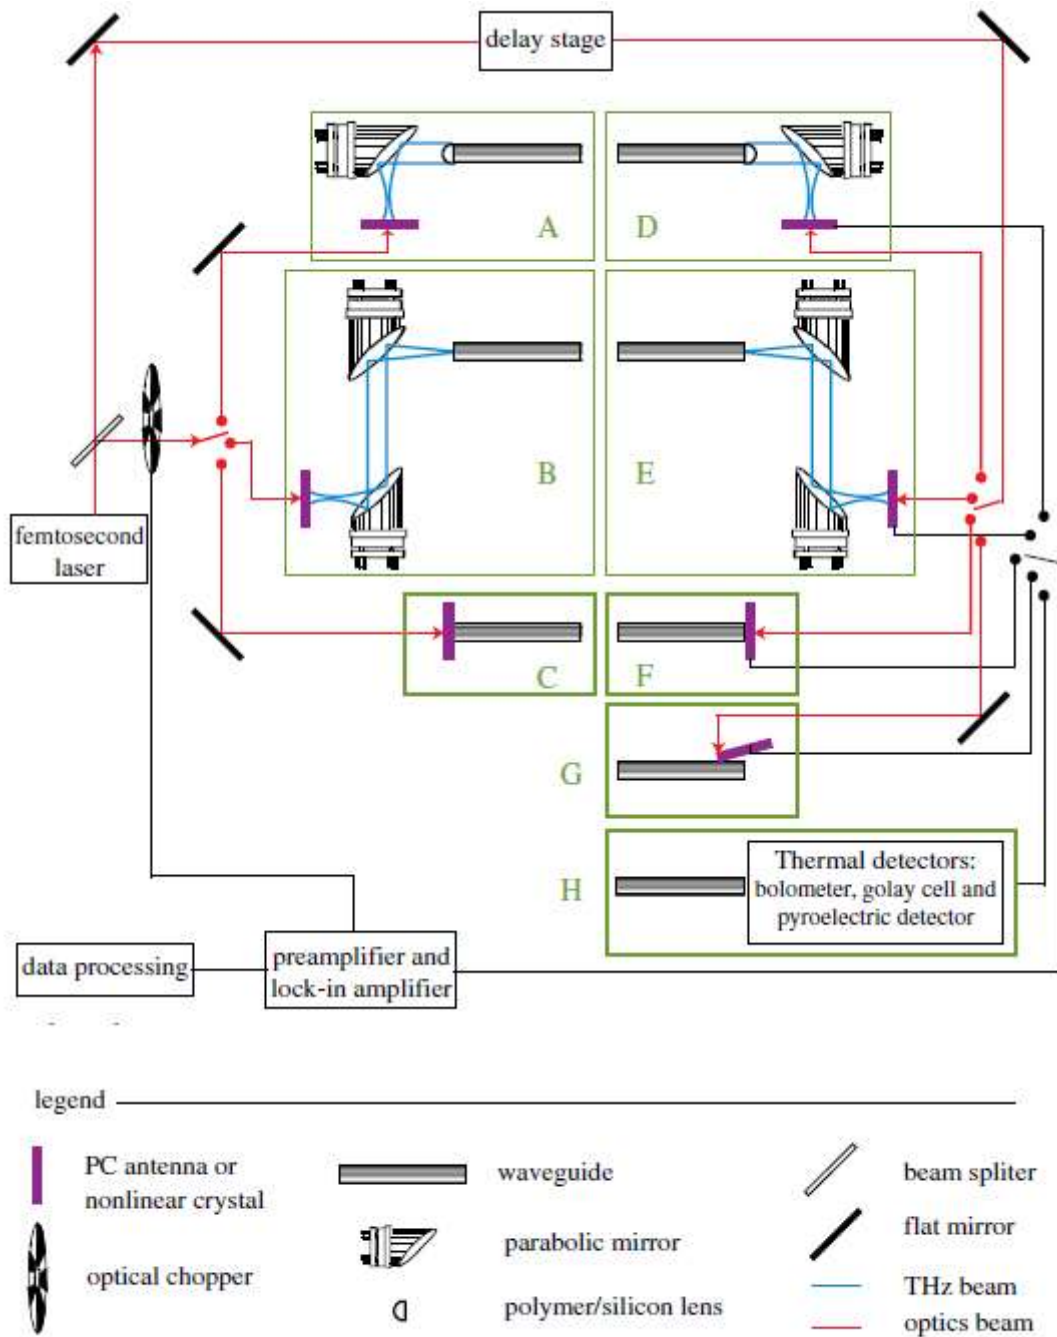 delay stage
A
D
B
E
femtosecond
laser
C
F
G
H
Thermal detectors:
bolometer, golay cell and
pyroelectric detector
data processing
preamplifier and
lock-in amplifier
legend
PC antenna or
nonlinear crystal
optical chopper
waveguide
parabolic mirror
polymer/silicon lens
beam spliter
flat mirror
THz beam
optics beam